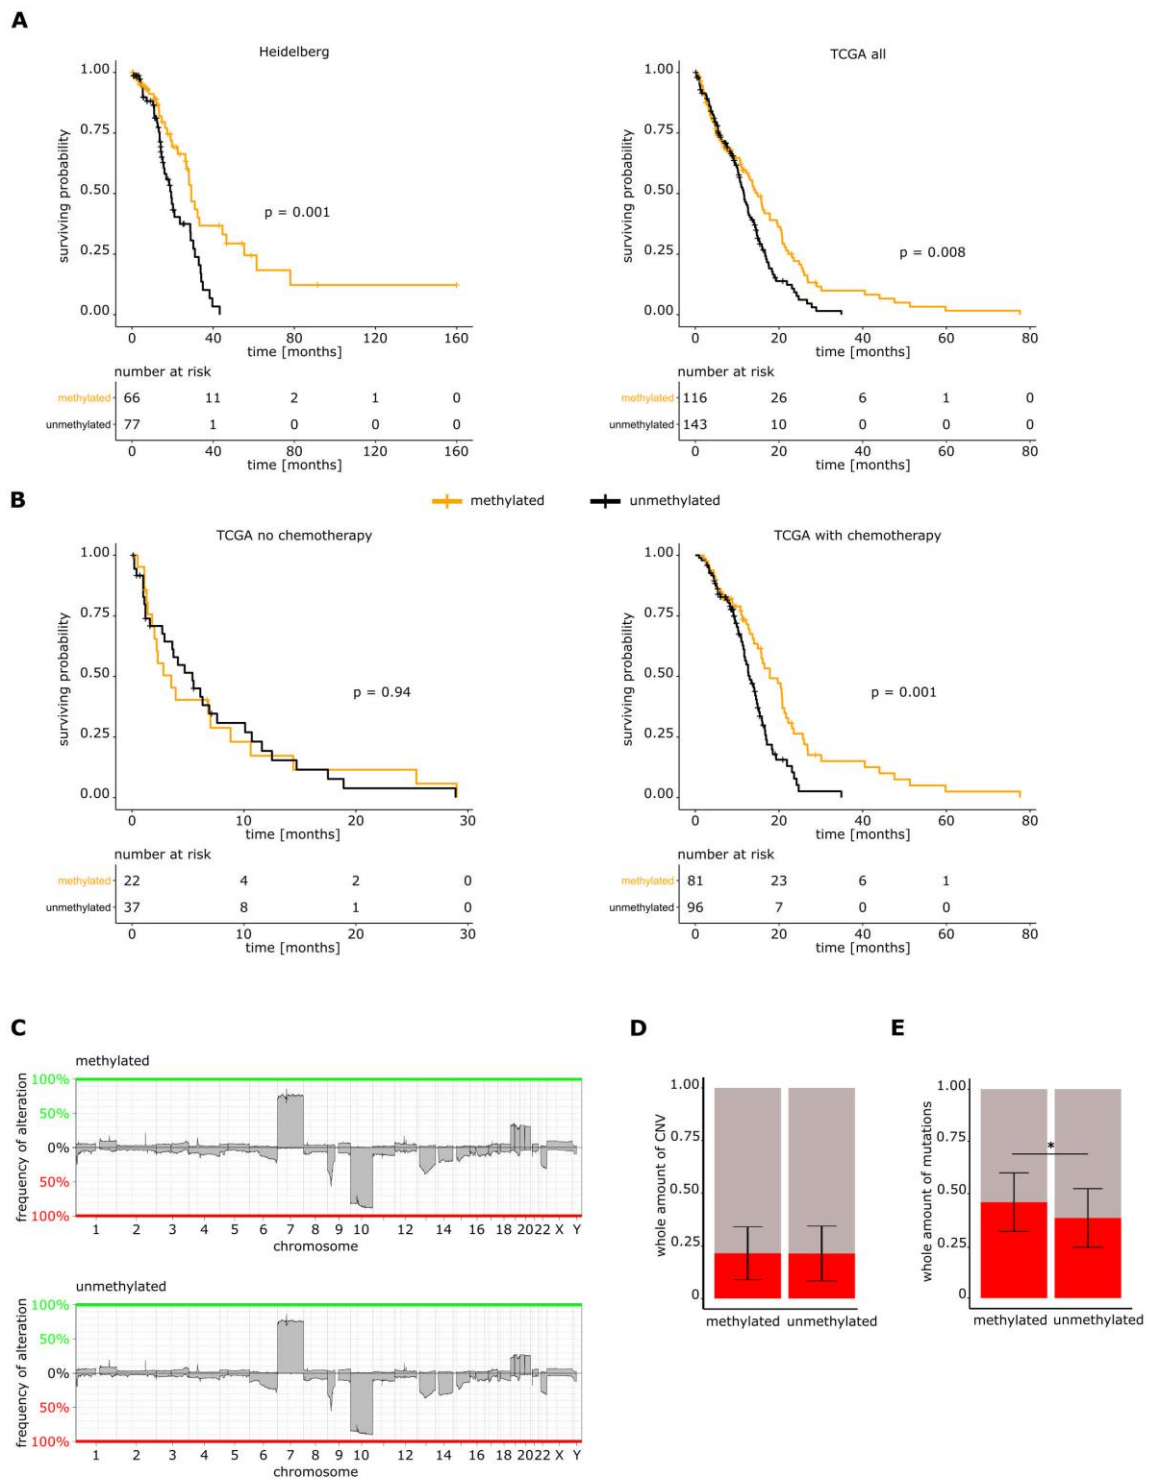 A
Heidelberg
1.00
0.75
0.50
0.25
0.00
surviving probability
p = 0.001
0 40 80 120 160
time [months]
number at risk
methylated 66 11 2 1 0
unmethylated 77 1 0 0 0
0 40 80 120 160
time [months]
TCGA all
1.00
0.75
0.50
0.25
0.00
surviving probability
p = 0.008
0 20 40 60 80
time [months]
number at risk
methylated 116 26 6 1 0
unmethylated 143 10 0 0 0
0 20 40 60 80
time [months]
B
methylated unmethylated
TCGA no chemotherapy
1.00
0.75
0.50
0.25
0.00
surviving probability
p = 0.94
0 10 20 30
time [months]
number at risk
methylated 22 4 2 0
unmethylated 37 8 1 0
0 10 20 30
time [months]
TCGA with chemotherapy
1.00
0.75
0.50
0.25
0.00
surviving probability
p = 0.001
0 20 40 60 80
time [months]
number at risk
methylated 81 23 6 1
unmethylated 96 7 0 0
0 20 40 60 80
time [months]
C
methylated
frequency of alteration
100%
50%
0%
50%
100%
1 2 3 4 5 6 7 8 9 10 12 14 16 18 20 22 X Y
chromosome
unmethylated
frequency of alteration
100%
50%
0%
50%
100%
1 2 3 4 5 6 7 8 9 10 12 14 16 18 20 22 X Y
chromosome
D
whole amount of CNV
1.00
0.75
0.50
0.25
0
methylated unmethylated
E
whole amount of mutations
1.00
0.75
0.50
0.25
0
*
methylated unmethylated